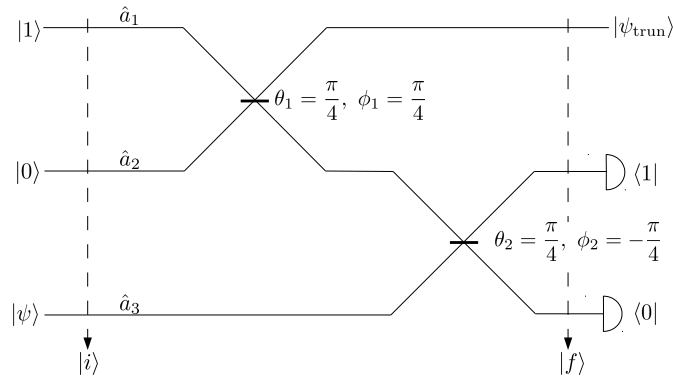 |1⟩ â₁ |ψ_trun⟩
θ₁ = π/4, ϕ₁ = π/4
|0⟩ â₂ ⟨1|
θ₂ = π/4, ϕ₂ = −π/4
|ψ⟩ â₃ ⟨0|
|i⟩ |f⟩